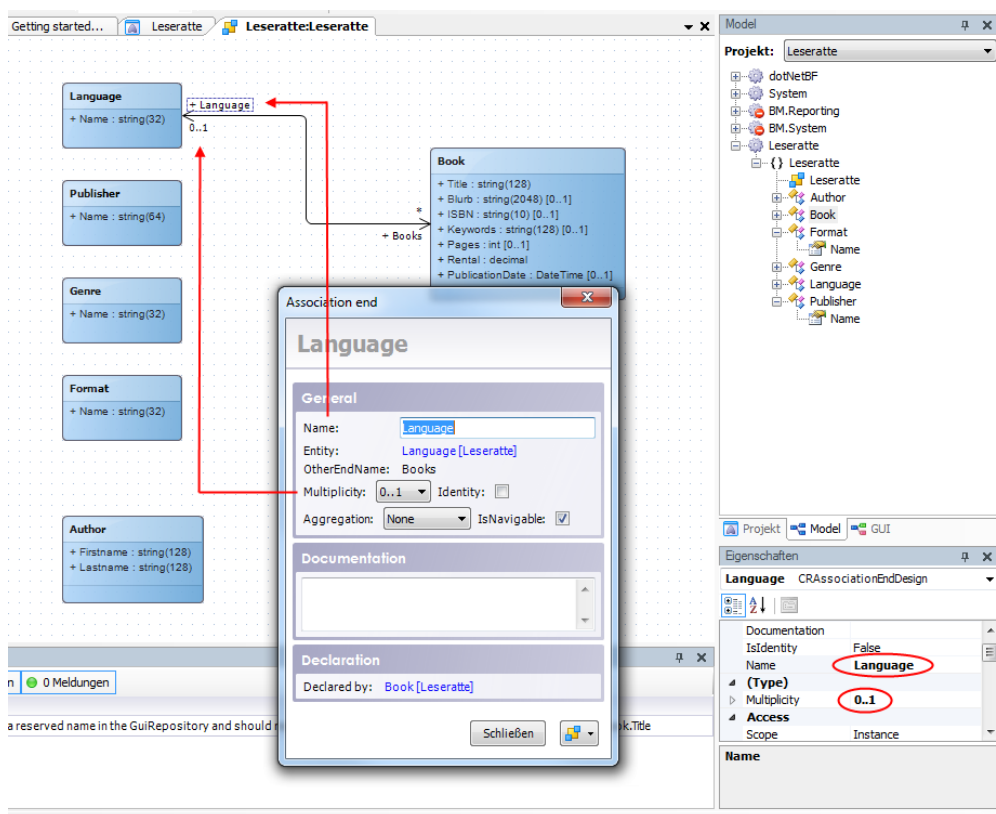 Getting started...
Leseratte
Leseratte:Leseratte
Language
+ Name : string(32)
+ Language
0..1
Publisher
+ Name : string(64)
Genre
+ Name : string(32)
Format
+ Name : string(32)
Author
+ Firstname : string(128)
+ Lastname : string(128)
*
+ Books
Book
+ Title : string(128)
+ Blurb : string(2048) [0..1]
+ ISBN : string(10) [0..1]
+ Keywords : string(128) [0..1]
+ Pages : int [0..1]
+ Rental : decimal
+ PublicationDate : DateTime [0..1]
Association end
Language
General
Name: Language
Entity: Language [Leseratte]
OtherEndName: Books
Multiplicity: 0..1 Identity:
Aggregation: None IsNavigable:
Documentation
Declaration
Declared by: Book [Leseratte]
Schließen
n 0 Meldungen
a reserved name in the GuiRepository and should
k.Title
Model
Projekt: Leseratte
dotNetBF
System
BM.Reporting
BM.System
Leseratte
{} Leseratte
Leseratte
Author
Book
Format
Name
Genre
Language
Publisher
Name
Projekt Model GUI
Eigenschaften
Language CRAssociationEndDesign
Documentation
IsIdentity False
Name Language
(Type)
Multiplicity 0..1
Access
Scope Instance
Name